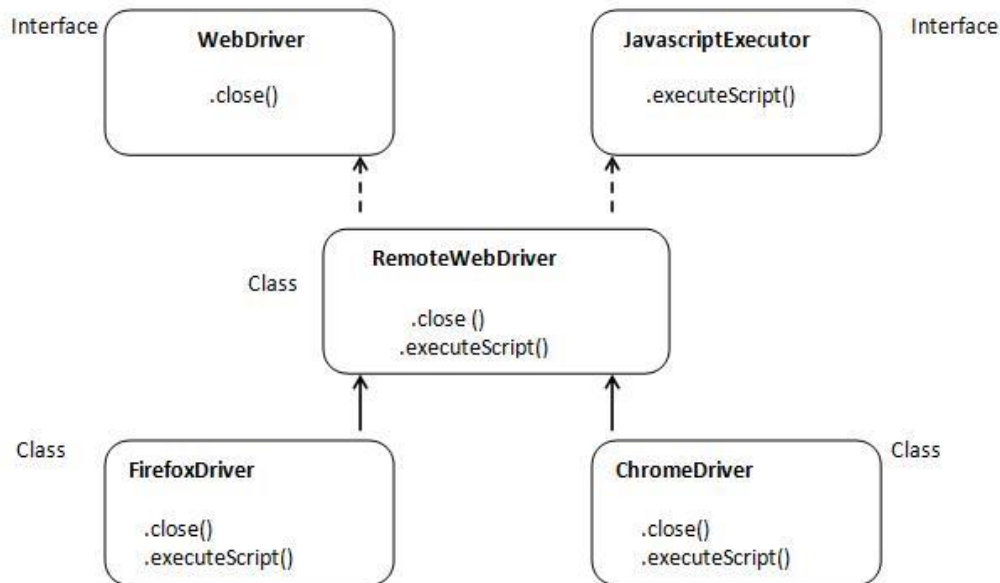 Interface
WebDriver
.close()
JavascriptExecutor
.executeScript()
Interface
Class
RemoteWebDriver
.close ()
.executeScript()
Class
FirefoxDriver
.close()
.executeScript()
ChromeDriver
.close()
.executeScript()
Class